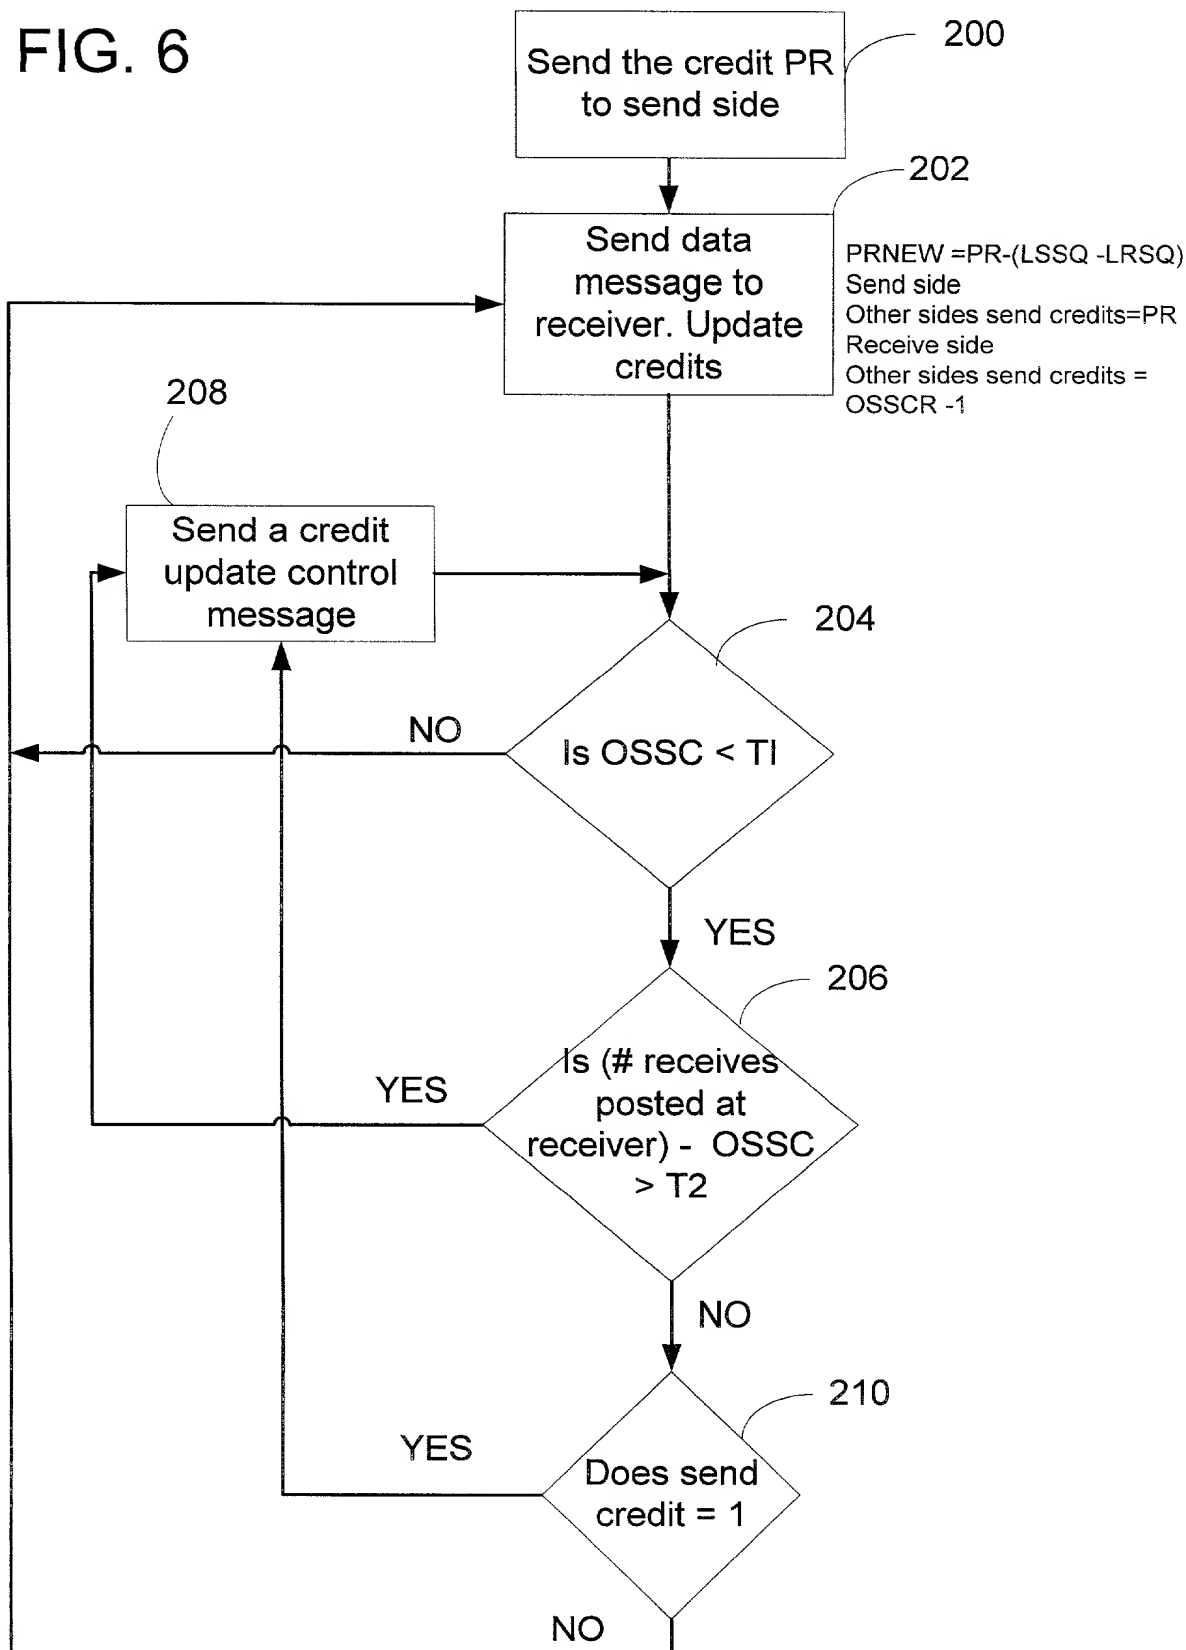 FIG. 6
Send the credit PR
to send side
200
202
Send data
message to
receiver. Update
credits
PRNEW =PR-(LSSQ -LRSQ)
Send side
Other sides send credits=PR
Receive side
Other sides send credits =
OSSCR -1
208
Send a credit
update control
message
204
NO
Is OSSC < TI
YES
206
YES
Is (# receives
posted at
receiver) - OSSC
> T2
NO
210
YES
Does send
credit = 1
NO